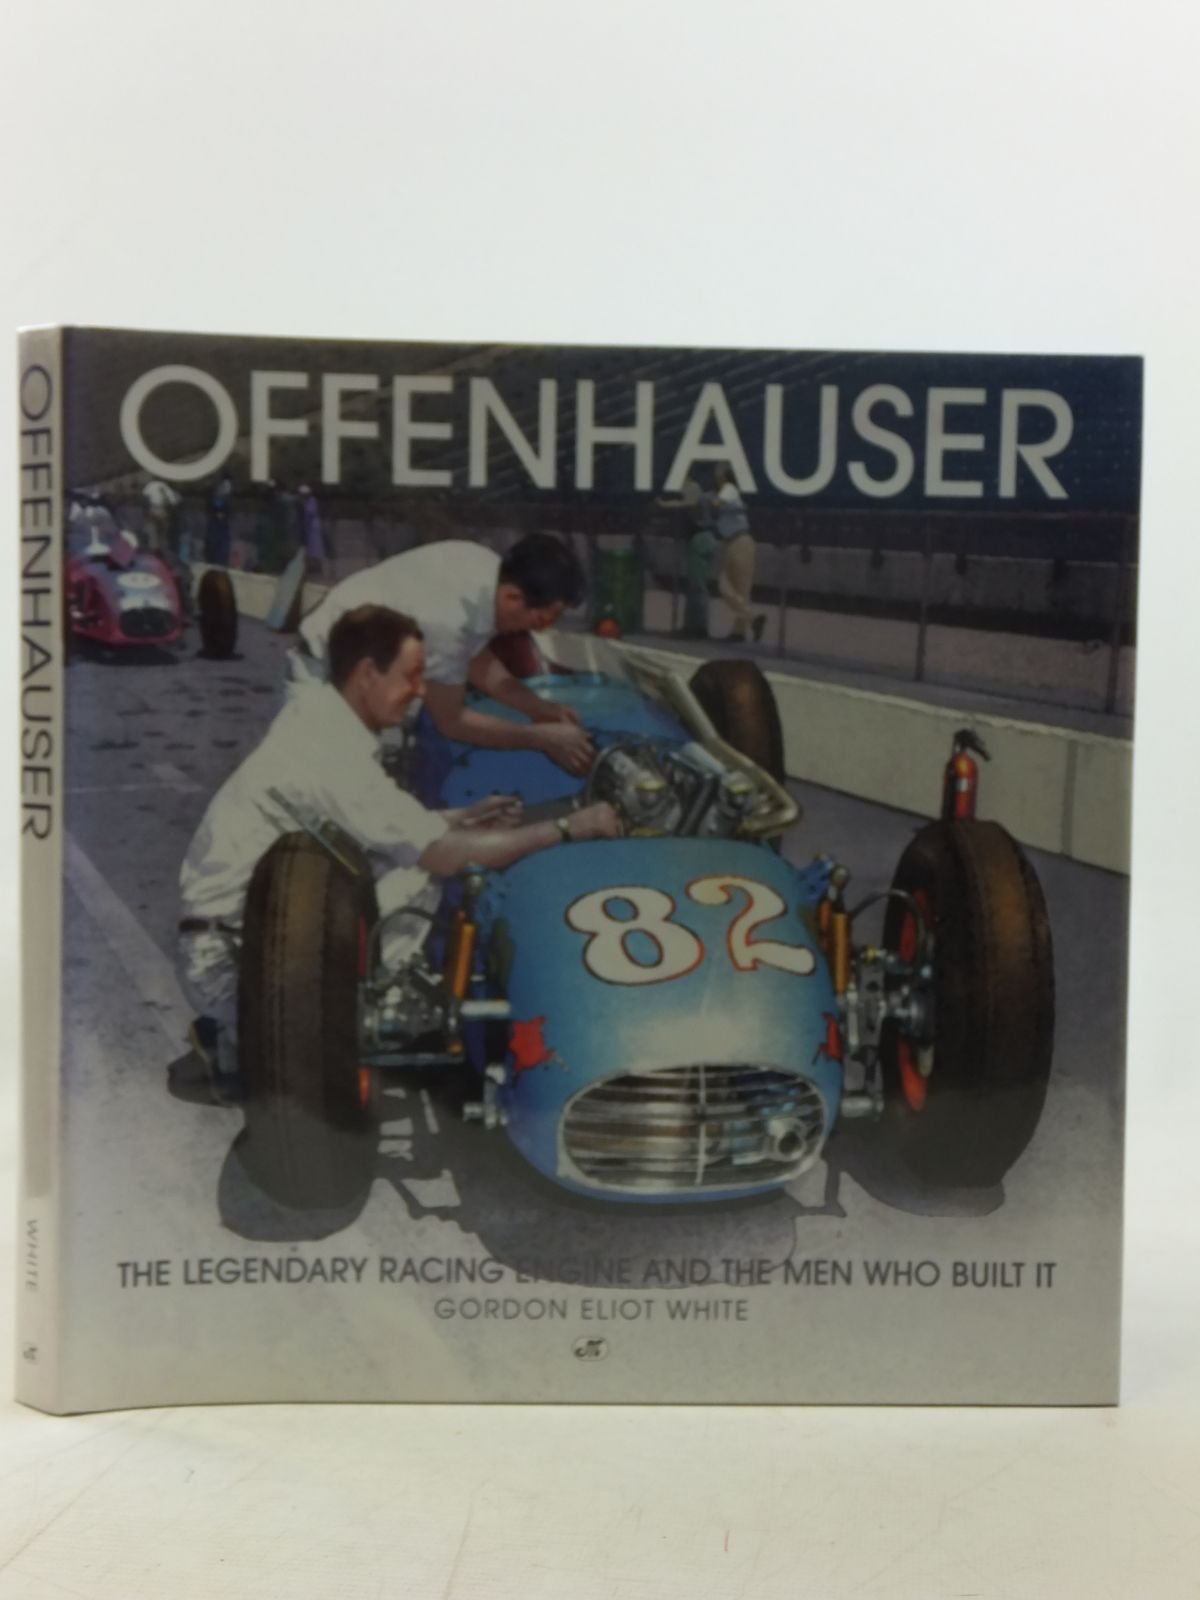 OFFENHAUSER
82
THE LEGENDARY RACING ENGINE AND THE MEN WHO BUILT IT
GORDON ELIOT WHITE
OFFENHAUSER
WHITE